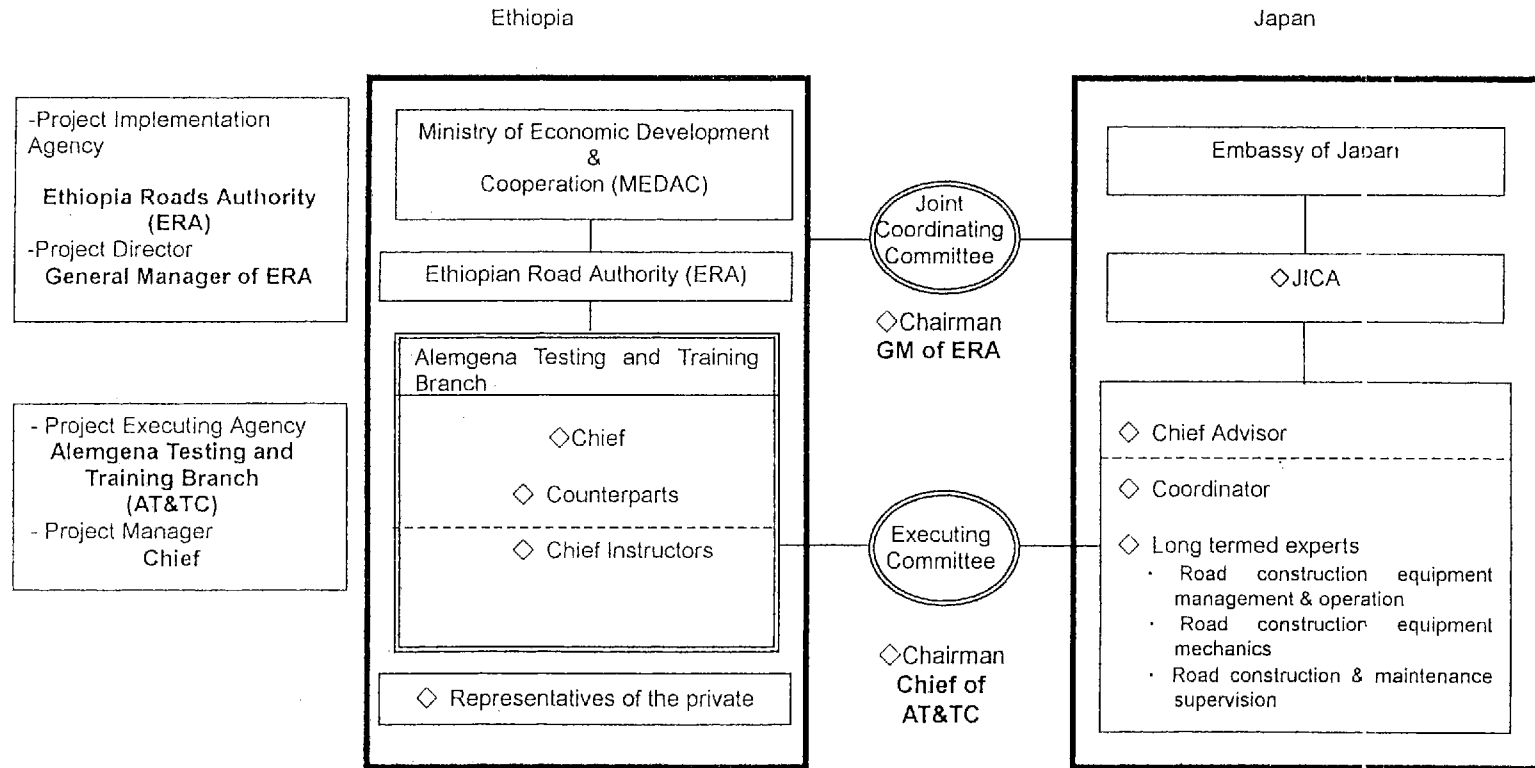 Ethiopia
Japan
-Project Implementation
Agency
Ethiopia Roads Authority
(ERA)
-Project Director
General Manager of ERA
- Project Executing Agency
Alemgena Testing and
Training Branch
(AT&TC)
- Project Manager
Chief
Ministry of Economic Development
&
Cooperation (MEDAC)
Ethiopian Road Authority (ERA)
Alemgena Testing and Training
Branch
◇Chief
◇ Counterparts
◇ Chief Instructors
◇ Representatives of the private
Joint
Coordinating
Committee
◇Chairman
GM of ERA
Executing
Committee
◇Chairman
Chief of
AT&TC
Embassy of Japan
◇JICA
◇ Chief Advisor
◇ Coordinator
◇ Long termed experts
· Road construction equipment
management & operation
· Road construction equipment
mechanics
· Road construction & maintenance
supervision